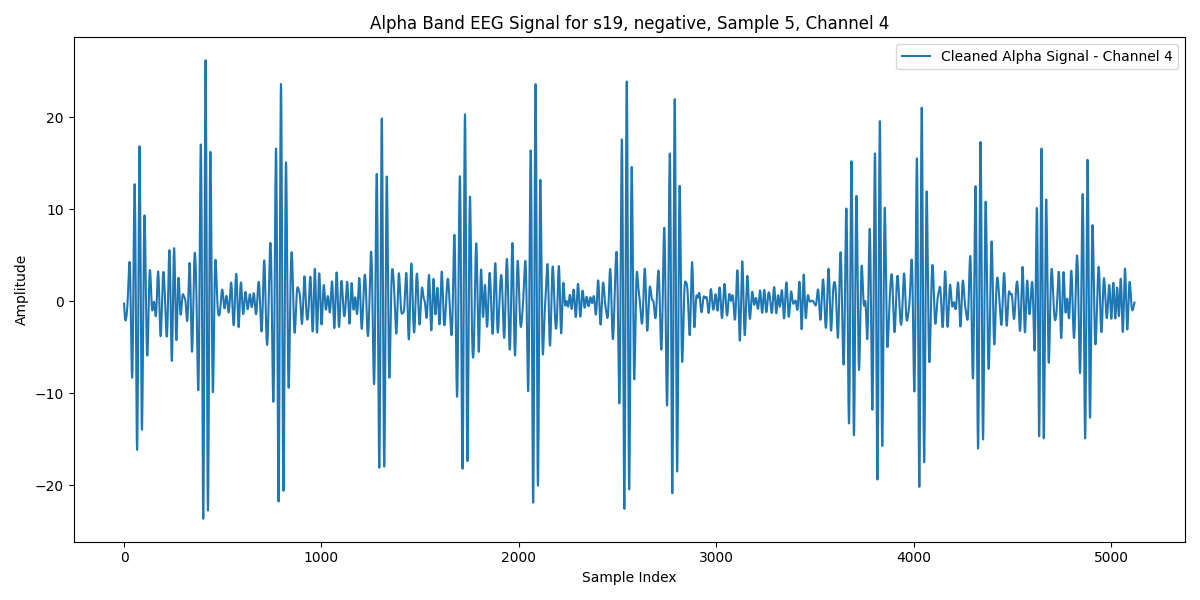 Alpha Band EEG Signal for s19, negative, Sample 5, Channel 4
Cleaned Alpha Signal - Channel 4
Amplitude
20
10
0
−10
−20
0
1000
2000
3000
4000
5000
Sample Index